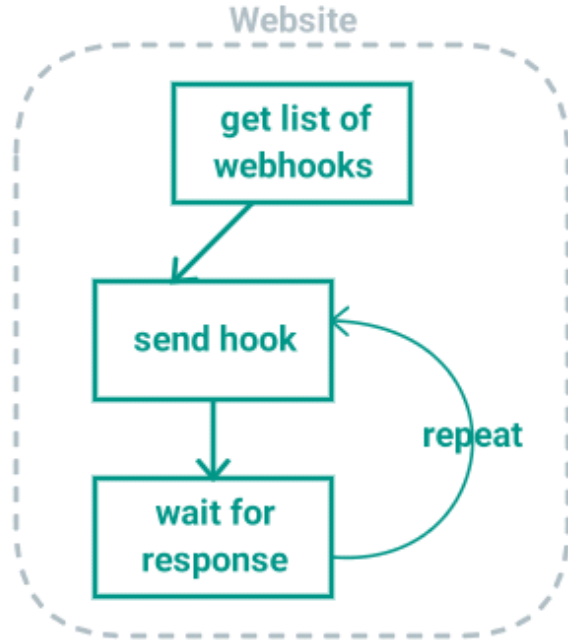 Website
get list of
webhooks
send hook
repeat
wait for
response